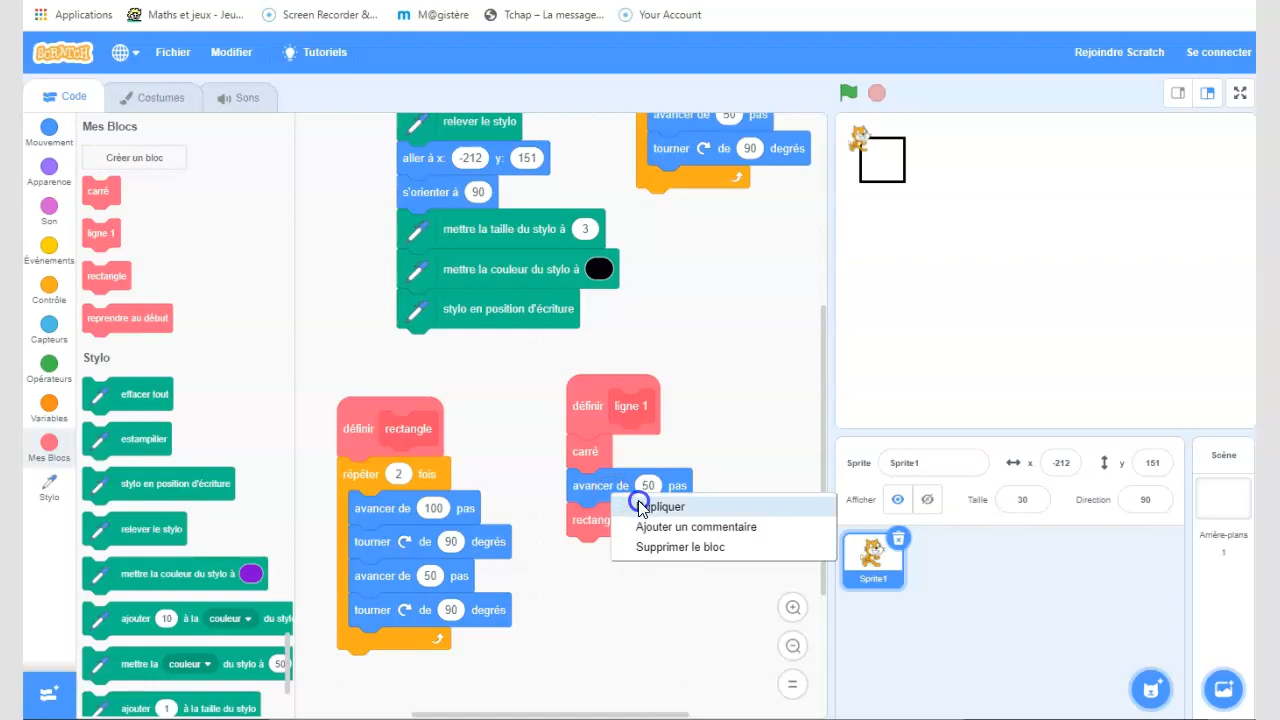 Applications
Maths et jeux - Jeu...
Screen Recorder &...
M@gistère
Tchap – La message...
Your Account
SCRATCH
Fichier
Modifier
Tutoriels
Rejoindre Scratch
Se connecter
Code
Costumes
Sons
Mouvement
Apparence
Son
Événements
Contrôle
Capteurs
Opérateurs
Variables
Mes Blocs
Stylo
Mes Blocs
Créer un bloc
carré
ligne 1
rectangle
reprendre au début
Stylo
effacer tout
estampiller
stylo en position d'écriture
relever le stylo
mettre la couleur du stylo à
ajouter 10 à la couleur du stylo
mettre la couleur du stylo à 50
ajouter 1 à la taille du stylo
relever le stylo
aller à x: -212 y: 151
s'orienter à 90
mettre la taille du stylo à 3
mettre la couleur du stylo à
stylo en position d'écriture
avancer de 50 pas
tourner de 90 degrés
définir rectangle
répéter 2 fois
avancer de 100 pas
tourner de 90 degrés
avancer de 50 pas
tourner de 90 degrés
définir ligne 1
carré
avancer de 50 pas
rectang
pliquer
Ajouter un commentaire
Supprimer le bloc
Sprite Sprite1 x -212 y 151
Afficher Taille 30 Direction 90
Sprite1
Scène
Arrière-plans
1